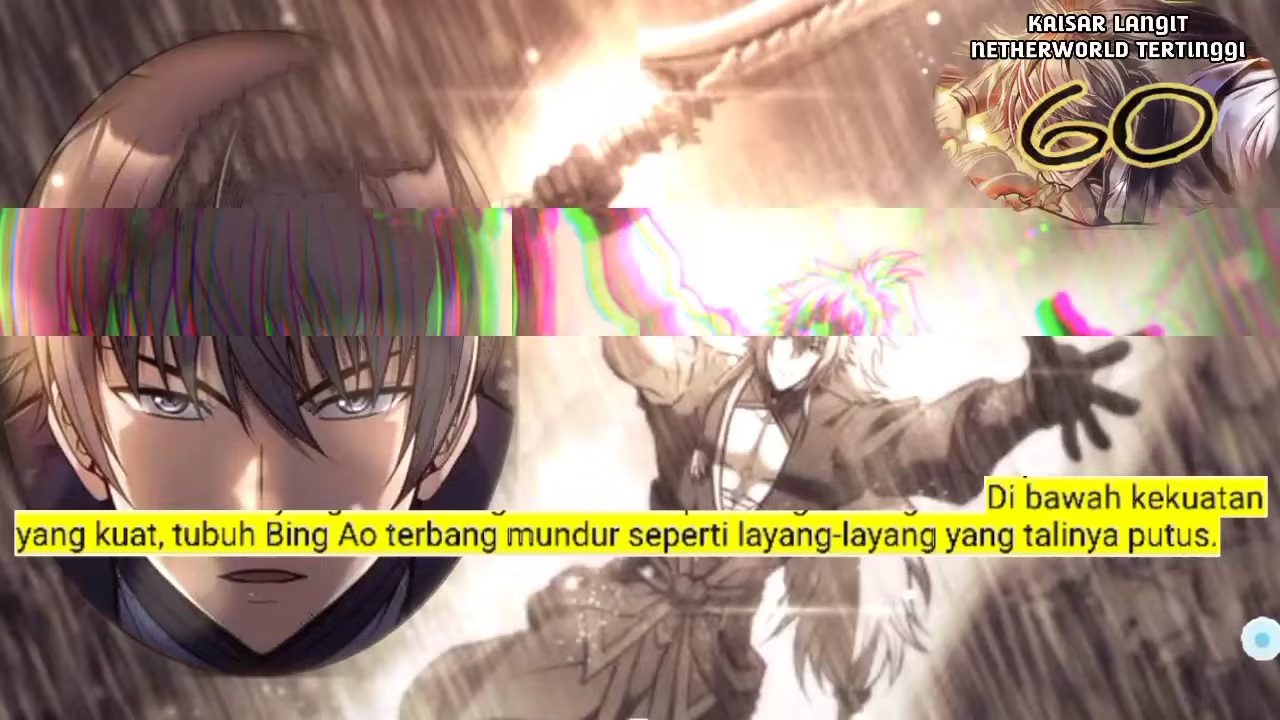 KAISAR LANGIT
NETHERWORLD TERTINGGI
60
Di bawah kekuatan
yang kuat, tubuh Bing Ao terbang mundur seperti layang-layang yang talinya putus.